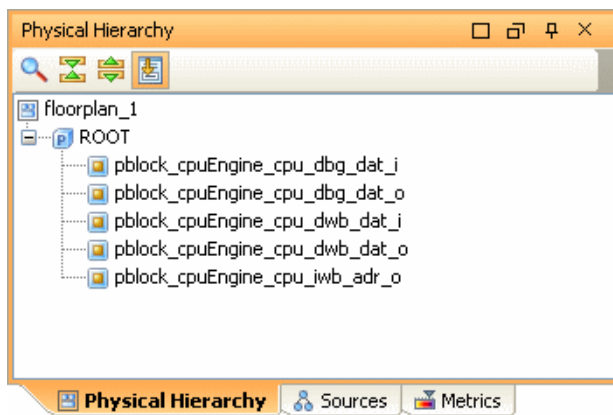 Physical Hierarchy
floorplan_1
ROOT
pblock_cpuEngine_cpu_dbg_dat_i
pblock_cpuEngine_cpu_dbg_dat_o
pblock_cpuEngine_cpu_dwb_dat_i
pblock_cpuEngine_cpu_dwb_dat_o
pblock_cpuEngine_cpu_iwb_adr_o
Physical Hierarchy Sources Metrics